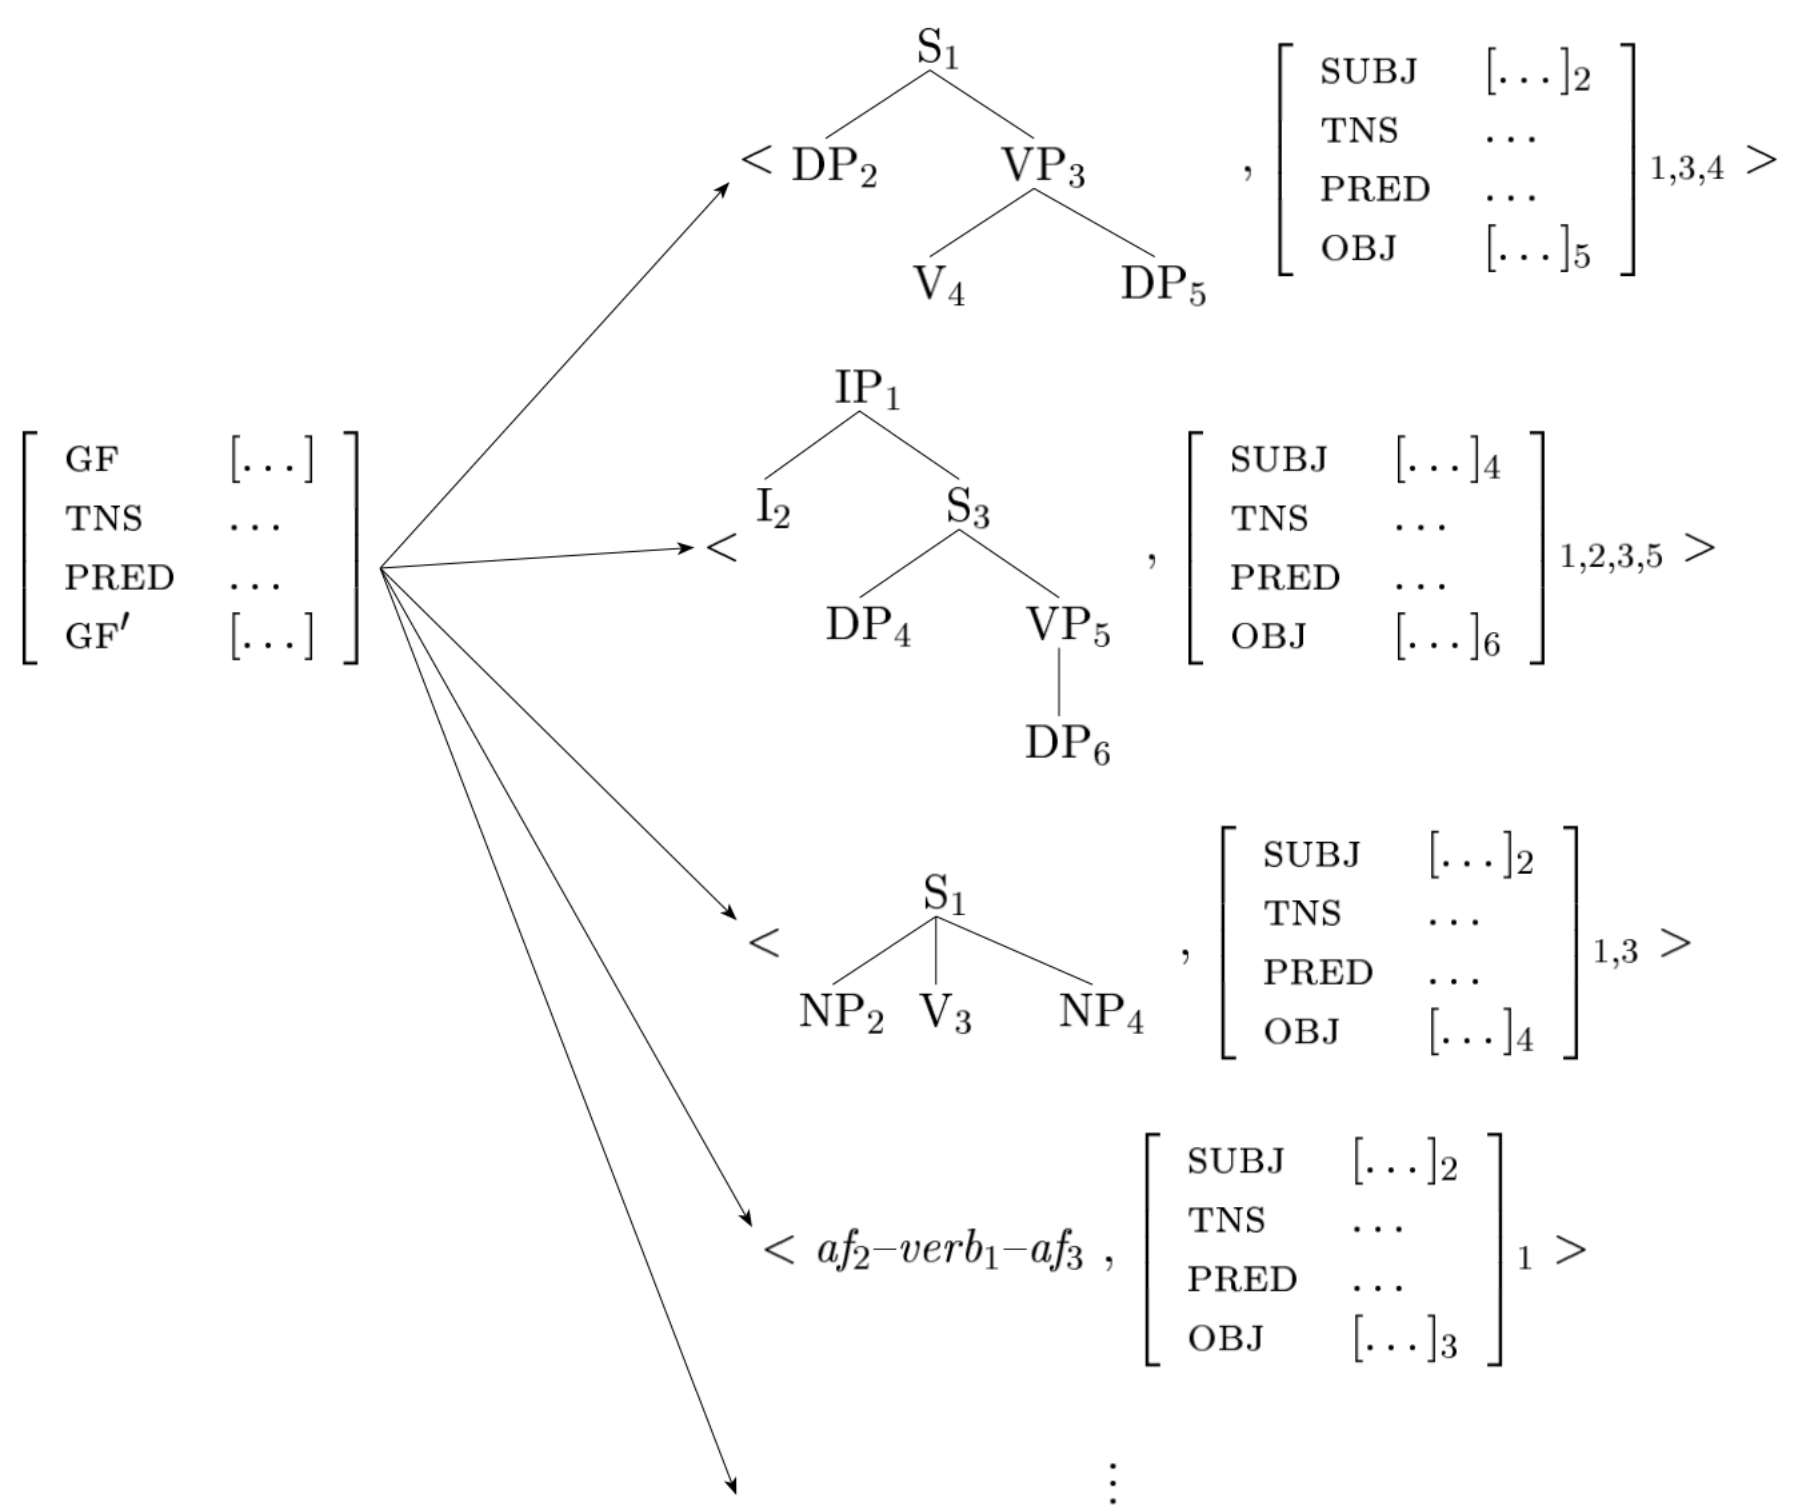 GF [...]
TNS ...
PRED ...
GF′ [...]
S₁
< DP₂ VP₃
V₄ DP₅
, SUBJ [...]₂
TNS ...
PRED ...
OBJ [...]₅
₁,₃,₄ >
IP₁
I₂ S₃
<
DP₄ VP₅
DP₆
, SUBJ [...]₄
TNS ...
PRED ...
OBJ [...]₆
₁,₂,₃,₅ >
S₁
<
NP₂ V₃ NP₄
, SUBJ [...]₂
TNS ...
PRED ...
OBJ [...]₄
₁,₃ >
< af₂–verb₁–af₃ ,
SUBJ [...]₂
TNS ...
PRED ...
OBJ [...]₃
₁ >
⋮